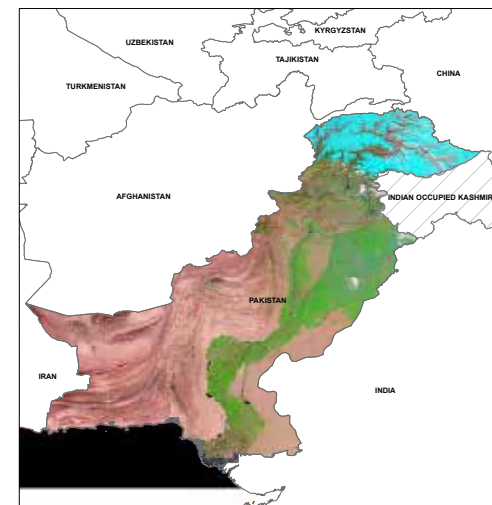 KYRGYZSTAN
UZBEKISTAN
TAJIKISTAN
CHINA
TURKMENISTAN
AFGHANISTAN
INDIAN OCCUPIED KASHMIR
PAKISTAN
IRAN
INDIA